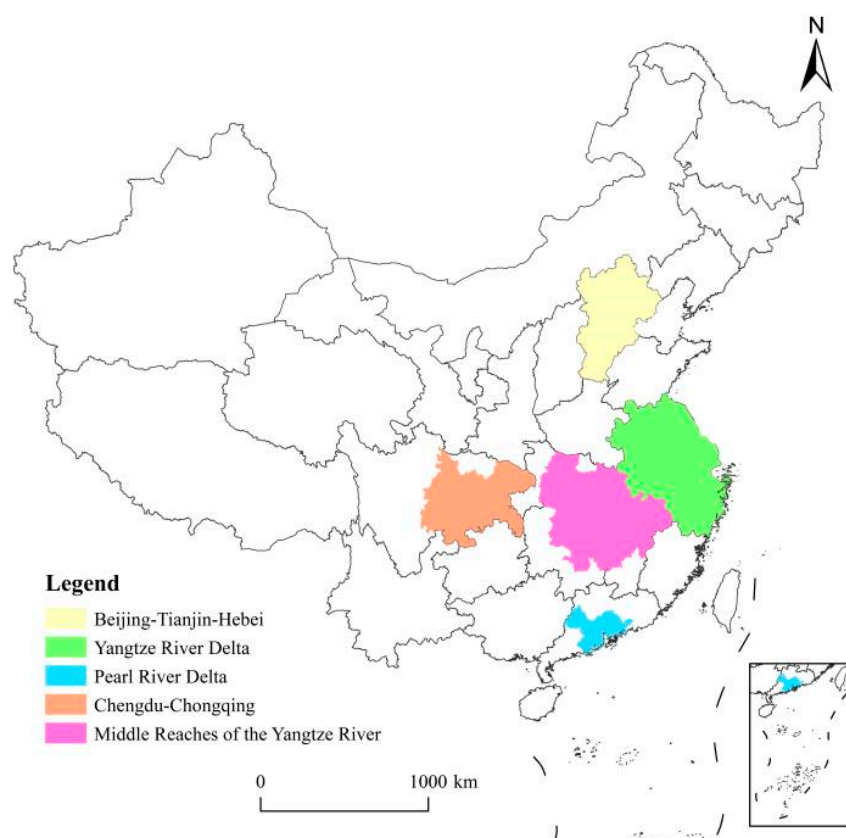 N
Legend
Beijing-Tianjin-Hebei
Yangtze River Delta
Pearl River Delta
Chengdu-Chongqing
Middle Reaches of the Yangtze River
0 1000 km